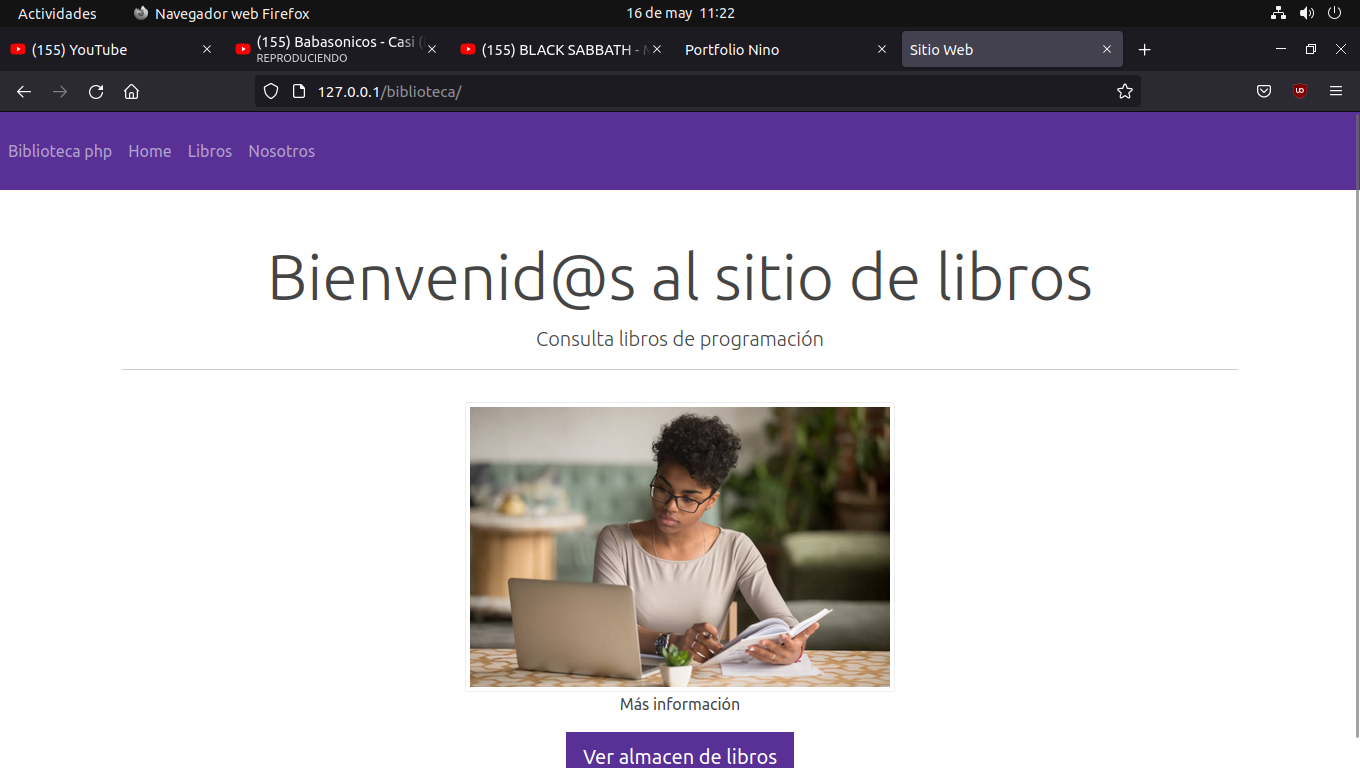 Actividades Navegador web Firefox 16 de may 11:22
(155) YouTube
(155) Babasonicos - Casi
REPRODUCIENDO
(155) BLACK SABBATH -
Portfolio Nino
Sitio Web
127.0.0.1/biblioteca/
Biblioteca php Home Libros Nosotros
Bienvenid@s al sitio de libros
Consulta libros de programación
Más información
Ver almacen de libros